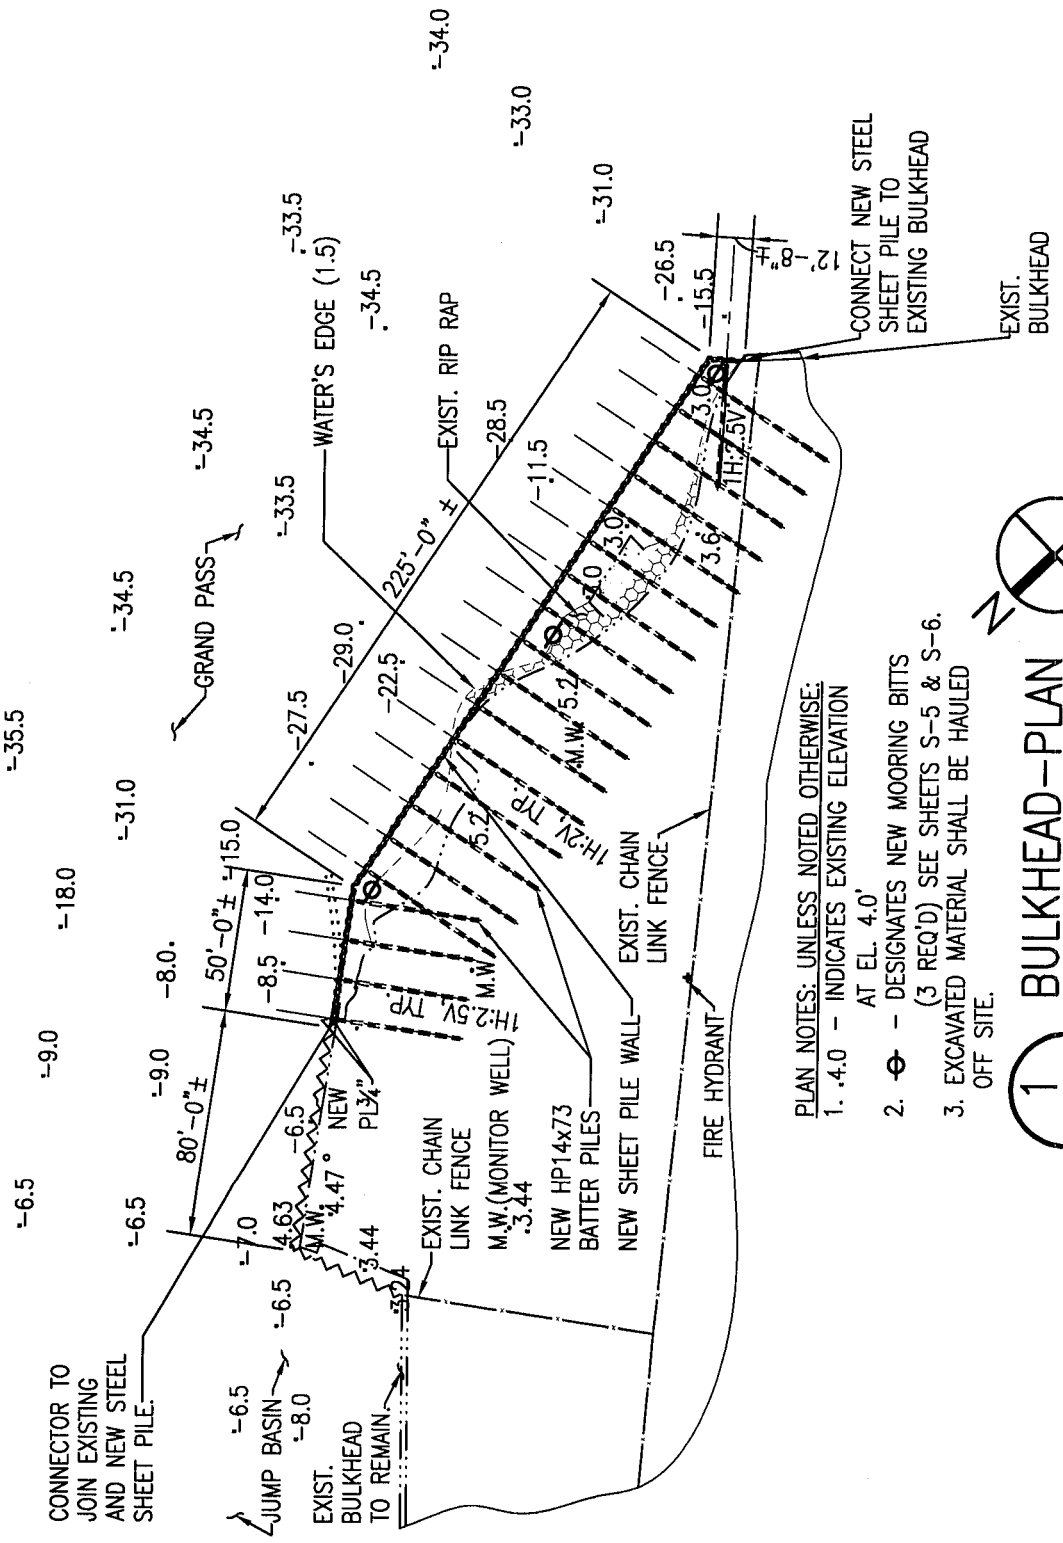 CONNECTOR TO
JOIN EXISTING
AND NEW STEEL
SHEET PILE.
-6.5
-9.0
-18.0
-35.5
-34.0
-6.5
-9.0
-8.0
-31.0
-34.5
-33.0
80'-0"±
50'-0"±
-15.0
GRAND PASS
-34.5
-33.5
-31.0
-6.5
JUMP BASIN
-8.0
-7.0
-6.5
-8.5
-14.0
-27.5
-29.0
225'-0" ±
-33.5
WATER'S EDGE (1.5)
-34.5
EXIST.
BULKHEAD
TO REMAIN.
4.63
M.W.
4.47
-6.5
NEW
PL¾"
-22.5
EXIST. RIP RAP
-28.5
-11.5
-26.5
-15.5
3.24
3.44
1H:2.5V, TYP.
M.W.
5.2
1H:2V, TYP.
M.W.
5.2
3.0
3.0
3.6
3.0
1H:2.5V
12'-8"±
EXIST. CHAIN
LINK FENCE
M.W.(MONITOR WELL)
3.44
NEW HP14x73
BATTER PILES
NEW SHEET PILE WALL
EXIST. CHAIN
LINK FENCE
FIRE HYDRANT
CONNECT NEW STEEL
SHEET PILE TO
EXISTING BULKHEAD
EXIST.
BULKHEAD
PLAN NOTES: UNLESS NOTED OTHERWISE:
1. .4.0 - INDICATES EXISTING ELEVATION
AT EL. 4.0'
2. - DESIGNATES NEW MOORING BITTS
(3 REQ'D) SEE SHEETS S-5 & S-6.
3. EXCAVATED MATERIAL SHALL BE HAULED
OFF SITE.
N
1 BULKHEAD-PLAN